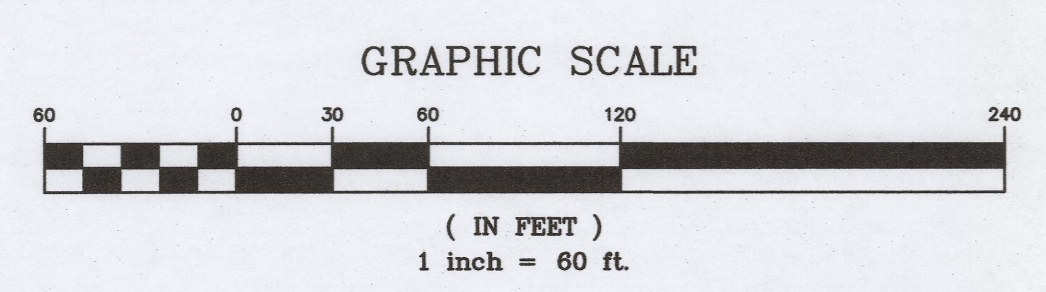 GRAPHIC SCALE
60 0 30 60 120 240
( IN FEET )
1 inch = 60 ft.